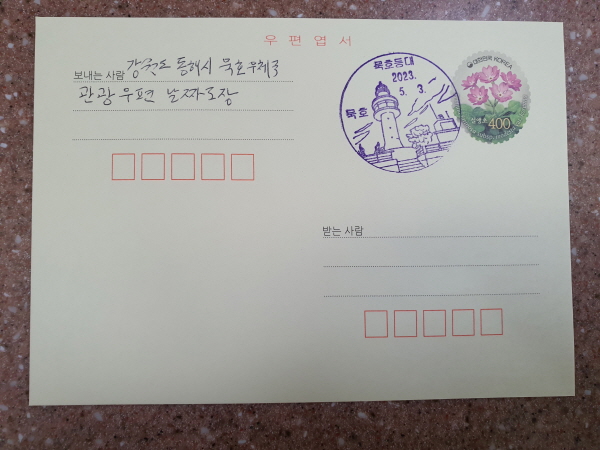 우편엽서
보내는 사람 강원도 동해시 묵호우체국
관광우편 날짜도장
묵호등대
2023.
5. 3.
묵호
대한민국 KOREA
400
받는 사람